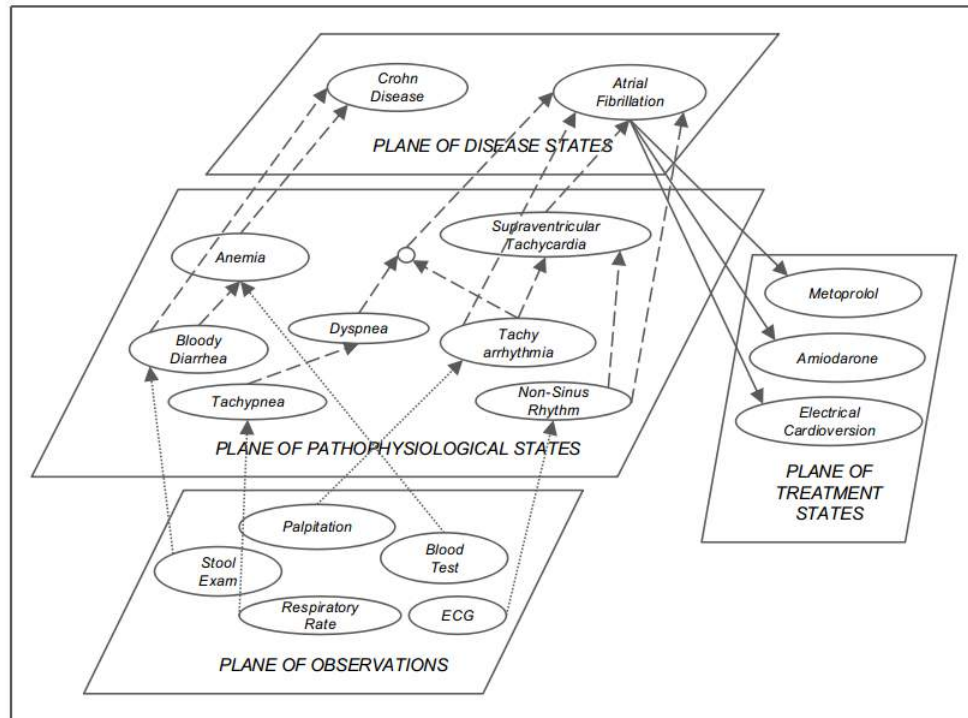 Crohn
Disease
Atrial
Fibrillation
PLANE OF DISEASE STATES
Anemia
Supraventricular
Tachycardia
Bloody
Diarrhea
Dyspnea
Tachy
arrhythmia
Tachypnea
Non-Sinus
Rhythm
PLANE OF PATHOPHYSIOLOGICAL STATES
Metoprolol
Amiodarone
Electrical
Cardioversion
PLANE OF
TREATMENT
STATES
Palpitation
Blood
Test
Stool
Exam
Respiratory
Rate
ECG
PLANE OF OBSERVATIONS